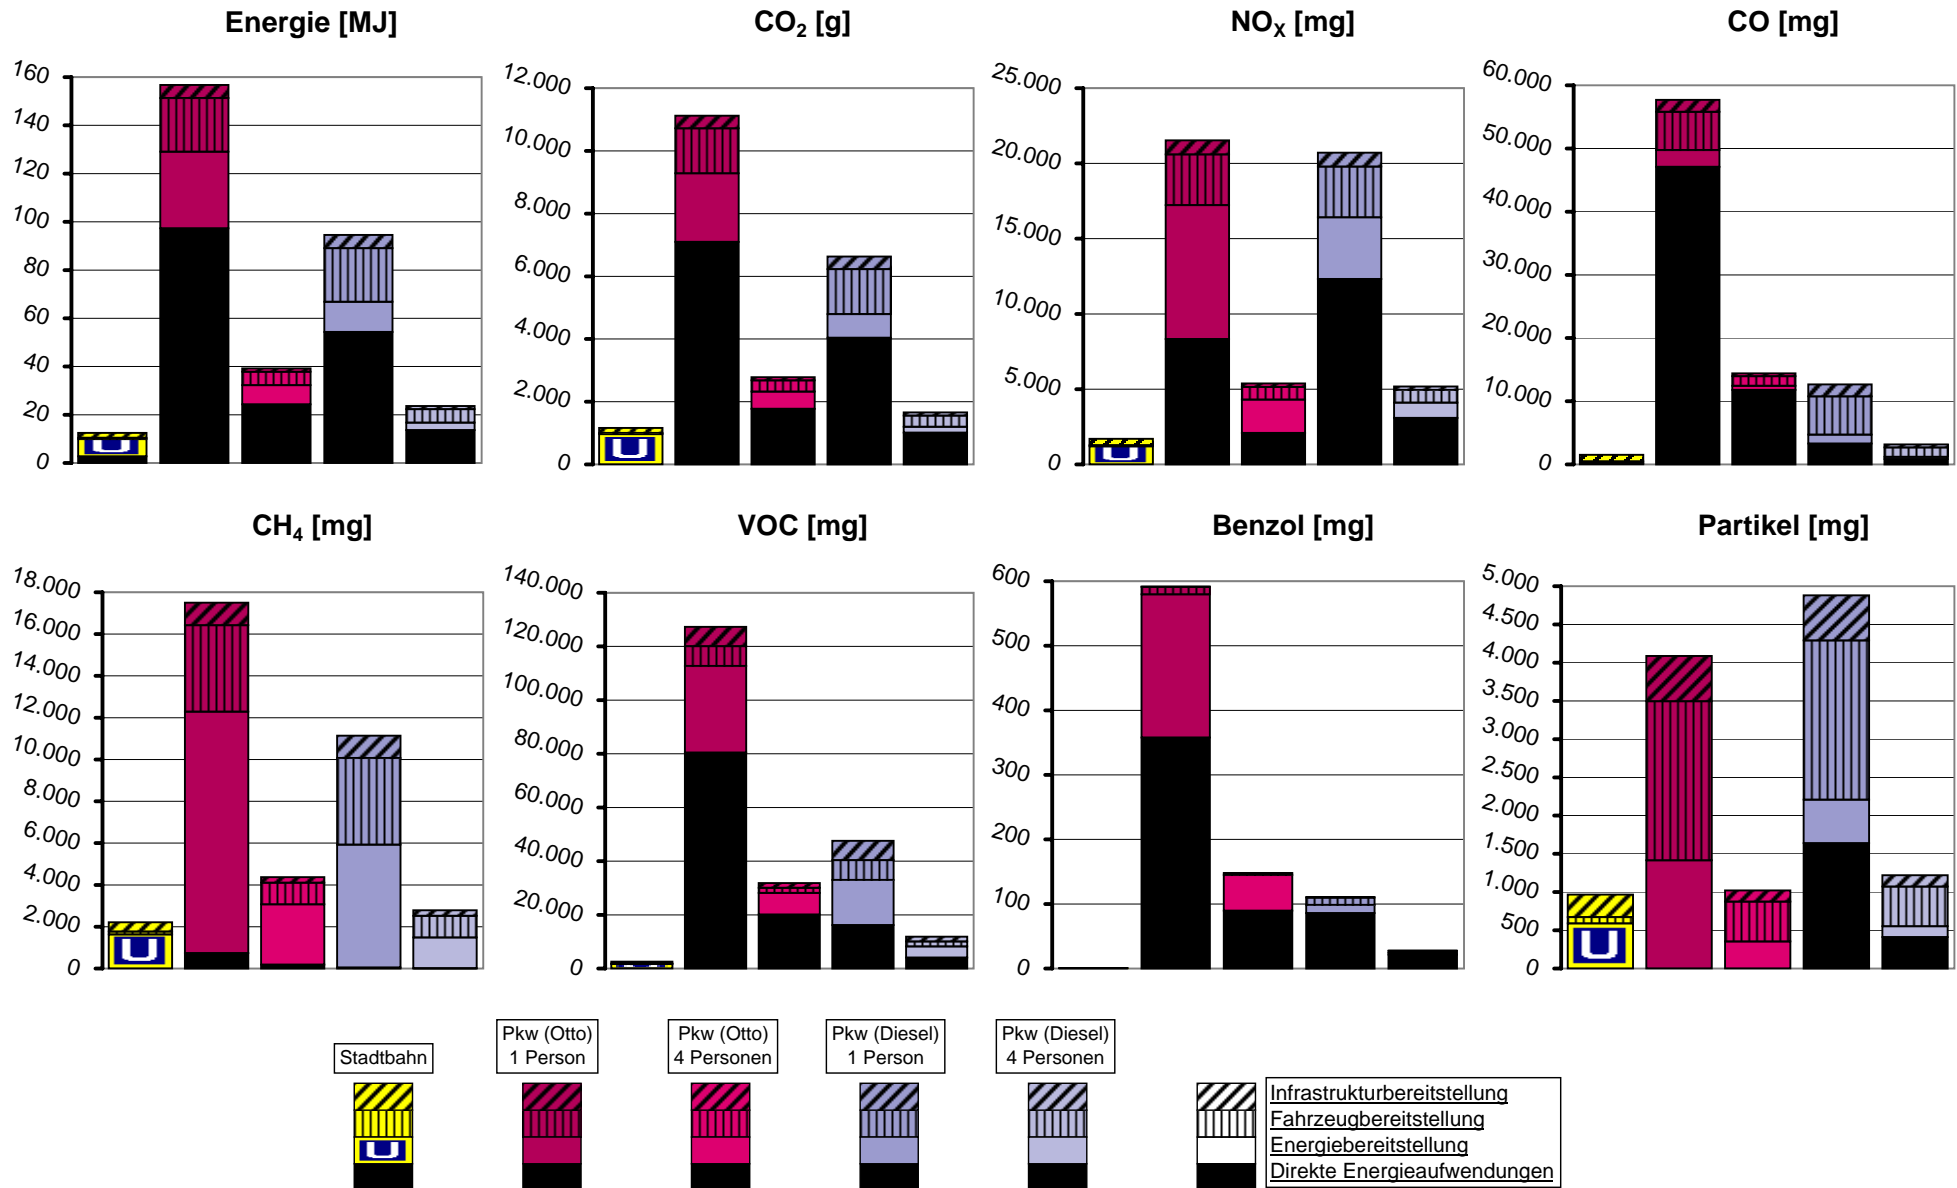 Energie [MJ]
CO₂ [g]
NOₓ [mg]
CO [mg]
160
140
120
100
80
60
40
20
0
U
12.000
10.000
8.000
6.000
4.000
2.000
0
U
25.000
20.000
15.000
10.000
5.000
0
U
60.000
50.000
40.000
30.000
20.000
10.000
0
CH₄ [mg]
VOC [mg]
Benzol [mg]
Partikel [mg]
18.000
16.000
14.000
12.000
10.000
8.000
6.000
4.000
2.000
0
U
140.000
120.000
100.000
80.000
60.000
40.000
20.000
0
600
500
400
300
200
100
0
5.000
4.500
4.000
3.500
3.000
2.500
2.000
1.500
1.000
500
0
U
Stadtbahn
Pkw (Otto)
1 Person
Pkw (Otto)
4 Personen
Pkw (Diesel)
1 Person
Pkw (Diesel)
4 Personen
U
Infrastrukturbereitstellung
Fahrzeugbereitstellung
Energiebereitstellung
Direkte Energieaufwendungen